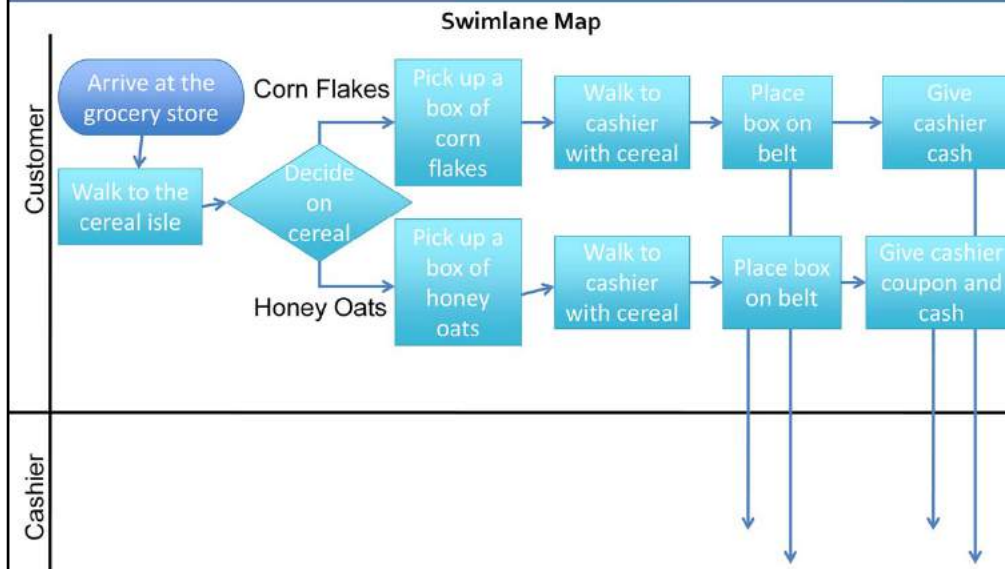 Swimlane Map
Customer
Arrive at the
grocery store
Walk to the
cereal isle
Decide
on
cereal
Corn Flakes
Pick up a
box of
corn
flakes
Walk to
cashier
with cereal
Place
box on
belt
Give
cashier
cash
Honey Oats
Pick up a
box of
honey
oats
Walk to
cashier
with cereal
Place box
on belt
Give cashier
coupon and
cash
Cashier